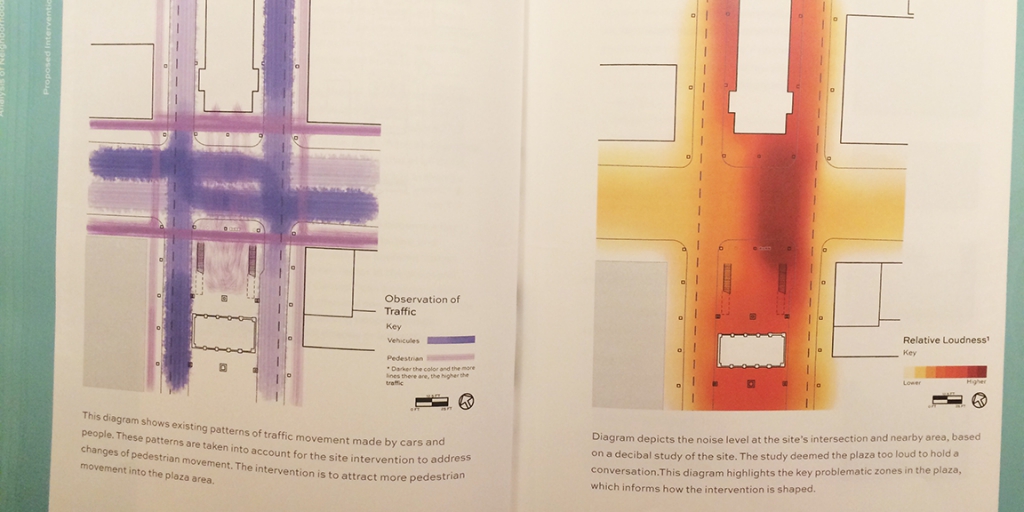 Analysis of Neighborhood
Proposed Intervention
Observation of
Traffic
Key
Vehicules
Pedestrian
* Darker the color and the more
lines there are, the higher the
traffic
This diagram shows existing patterns of traffic movement made by cars and
people. These patterns are taken into account for the site intervention to address
changes of pedestrian movement. The intervention is to attract more pedestrian
movement into the plaza area.
Relative Loudness¹
Key
Lower
Higher
Diagram depicts the noise level at the site's intersection and nearby area, based
on a decibal study of the site. The study deemed the plaza too loud to hold a
conversation.This diagram highlights the key problematic zones in the plaza,
which informs how the intervention is shaped.